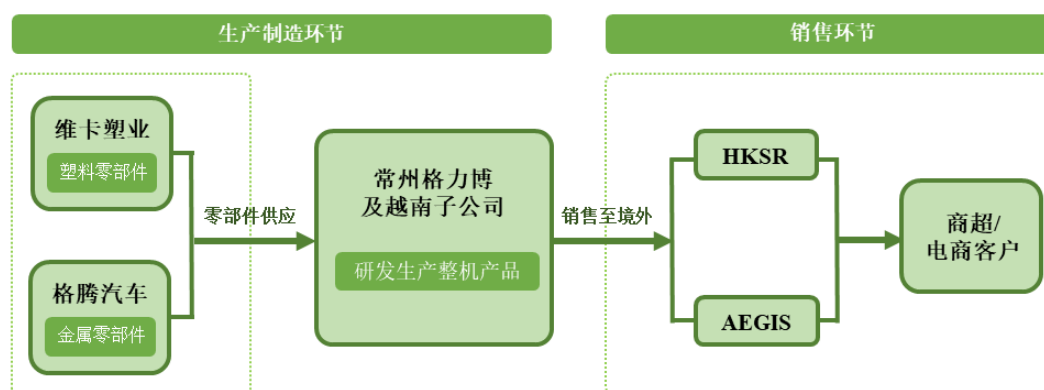 生产制造环节
销售环节
维卡塑业
塑料零部件
格腾汽车
金属零部件
零部件供应
常州格力博
及越南子公司
研发生产整机产品
销售至境外
HKSR
AEGIS
商超/
电商客户